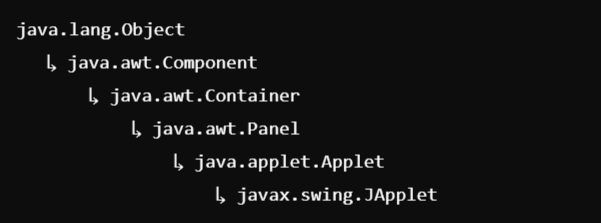 java.lang.Object
↳ java.awt.Component
↳ java.awt.Container
↳ java.awt.Panel
↳ java.applet.Applet
↳ javax.swing.JApplet